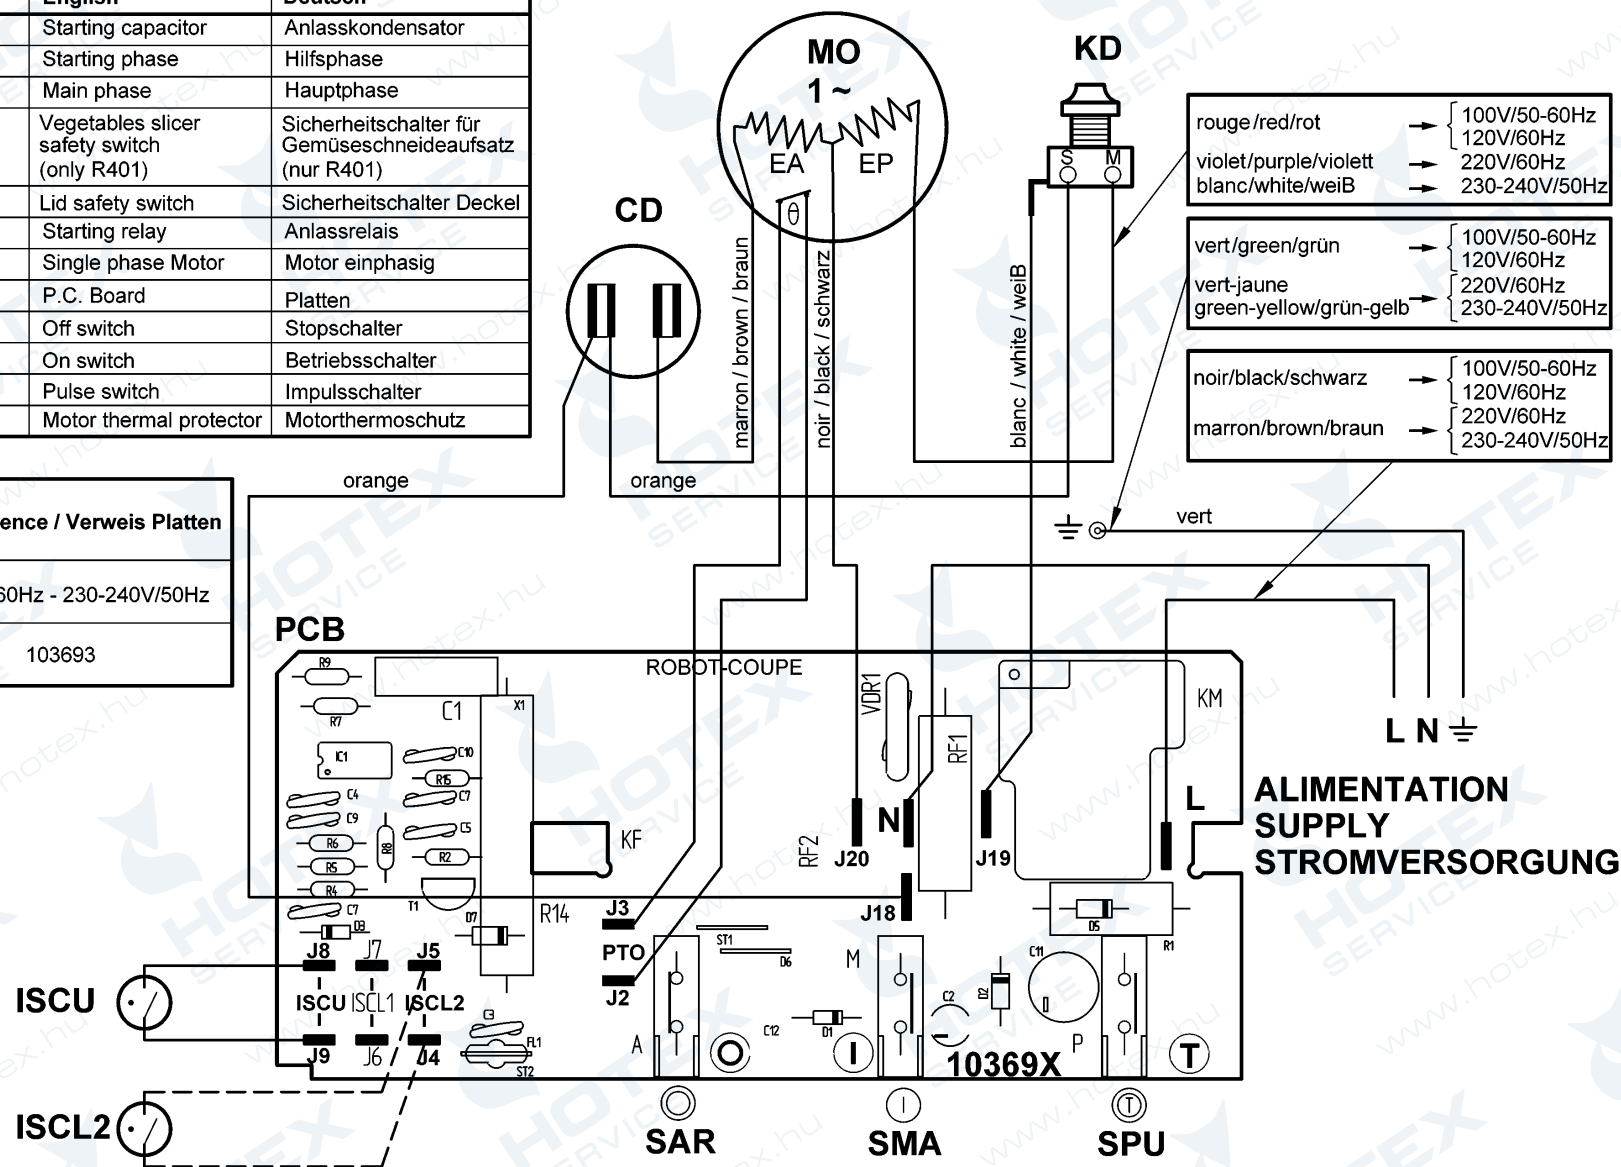 English Deutsch
Starting capacitor Anlasskondensator
Starting phase Hilfsphase
Main phase Hauptphase
Vegetables slicer safety switch (only R401) Sicherheitschalter für Gemüseschneideaufsatz (nur R401)
Lid safety switch Sicherheitschalter Deckel
Starting relay Anlassrelais
Single phase Motor Motor einphasig
P.C. Board Platten
Off switch Stopschalter
On switch Betriebsschalter
Pulse switch Impulsschalter
Motor thermal protector Motorthermoschutz
ence / Verweis Platten
60Hz - 230-240V/50Hz
103693
MO
1 ~
EA EP
θ
KD
S M
CD
marron / brown / braun
noir / black / schwarz
blanc / white / weiB
orange
orange
rouge/red/rot 100V/50-60Hz
120V/60Hz
violet/purple/violett 220V/60Hz
blanc/white/weiB 230-240V/50Hz
vert/green/grün 100V/50-60Hz
120V/60Hz
vert-jaune 220V/60Hz
green-yellow/grün-gelb 230-240V/50Hz
noir/black/schwarz 100V/50-60Hz
120V/60Hz
marron/brown/braun 220V/60Hz
230-240V/50Hz
vert
L N
ALIMENTATION
SUPPLY
STROMVERSORGUNG
PCB
ROBOT-COUPE
R9
R7
C1
X1
IC1
C10
R15
C4
C7
C9
C5
R6
R8
R5
R2
R4
C7
T1
D7
D3
R14
KF
VDR1
RF1
RF2
KM
J20
N
J19
L
J18
J3
PTO
J2
J8 J7 J5
ISCU ISCL1 ISCL2
J9 J6 J4
ST1
D6
M
C11
D5
R1
C2
D2
C12
D1
A
O
I
P
T
FL1
ST2
10369X
ISCU
ISCL2
SAR
I
SMA
T
SPU
HOTEX
SERVICE
www.hotex.hu